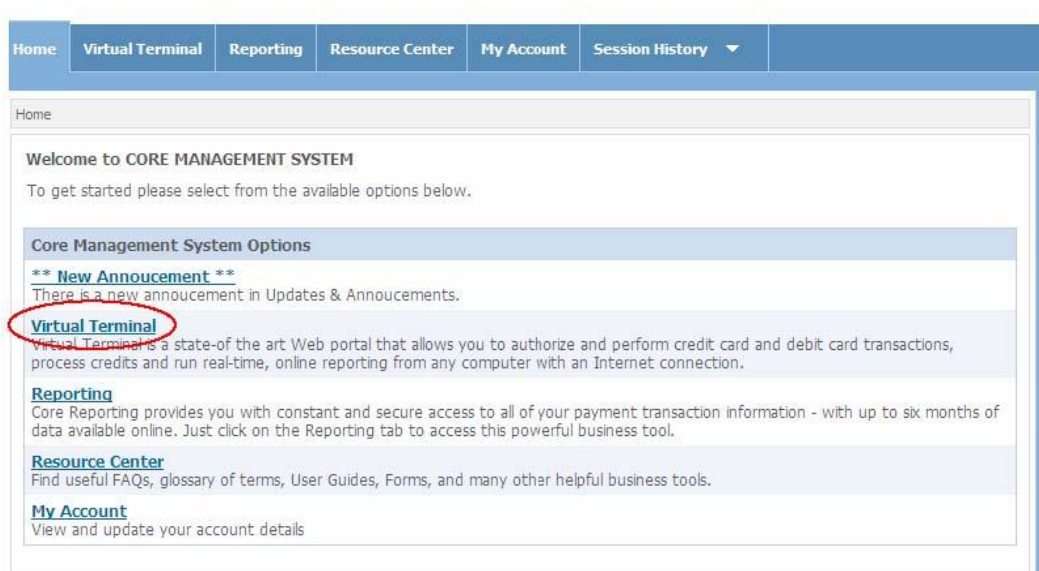 Home Virtual Terminal Reporting Resource Center My Account Session History
Home
Welcome to CORE MANAGEMENT SYSTEM
To get started please select from the available options below.
Core Management System Options
** New Annoucement **
There is a new annoucement in Updates & Annoucements.
Virtual Terminal
Virtual Terminal is a state-of the art Web portal that allows you to authorize and perform credit card and debit card transactions,
process credits and run real-time, online reporting from any computer with an Internet connection.
Reporting
Core Reporting provides you with constant and secure access to all of your payment transaction information - with up to six months of
data available online. Just click on the Reporting tab to access this powerful business tool.
Resource Center
Find useful FAQs, glossary of terms, User Guides, Forms, and many other helpful business tools.
My Account
View and update your account details